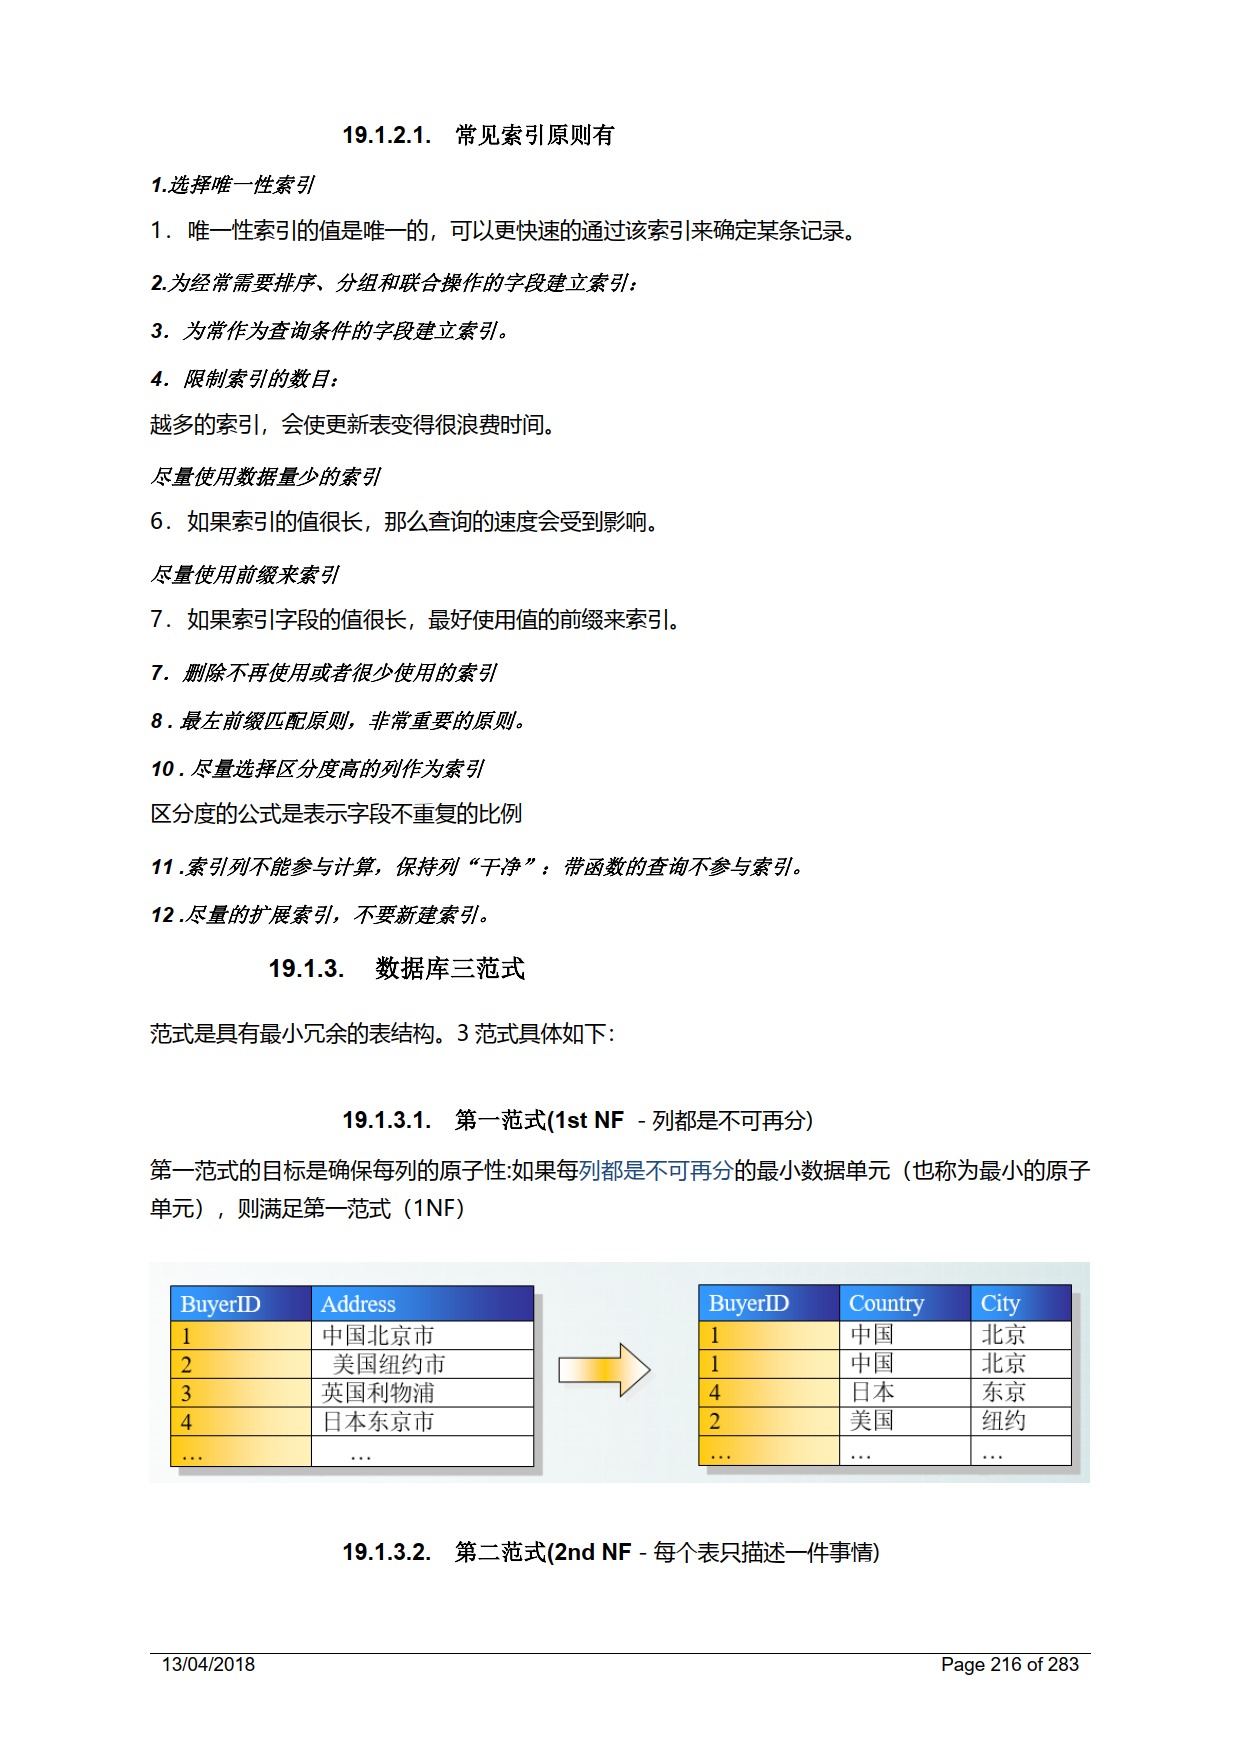 19.1.2.1. 常见索引原则有
1.选择唯一性索引
1． 唯一性索引的值是唯一的，可以更快速的通过该索引来确定某条记录。
2.为经常需要排序、分组和联合操作的字段建立索引：
3．为常作为查询条件的字段建立索引。
4．限制索引的数目：
越多的索引，会使更新表变得很浪费时间。
尽量使用数据量少的索引
6．如果索引的值很长，那么查询的速度会受到影响。
尽量使用前缀来索引
7．如果索引字段的值很长，最好使用值的前缀来索引。
7．删除不再使用或者很少使用的索引
8 . 最左前缀匹配原则，非常重要的原则。
10 . 尽量选择区分度高的列作为索引
区分度的公式是表示字段不重复的比例
11 .索引列不能参与计算，保持列“干净”：带函数的查询不参与索引。
12 .尽量的扩展索引，不要新建索引。
19.1.3. 数据库三范式
范式是具有最小冗余的表结构。3 范式具体如下：
19.1.3.1. 第一范式(1st NF － 列都是不可再分)
第一范式的目标是确保每列的原子性:如果每列都是不可再分的最小数据单元（也称为最小的原子
单元），则满足第一范式（1NF）
BuyerID Address
1 中国北京市
2 美国纽约市
3 英国利物浦
4 日本东京市
… …
BuyerID Country City
1 中国 北京
1 中国 北京
4 日本 东京
2 美国 纽约
… … …
19.1.3.2. 第二范式(2nd NF－每个表只描述一件事情)
13/04/2018 Page 216 of 283